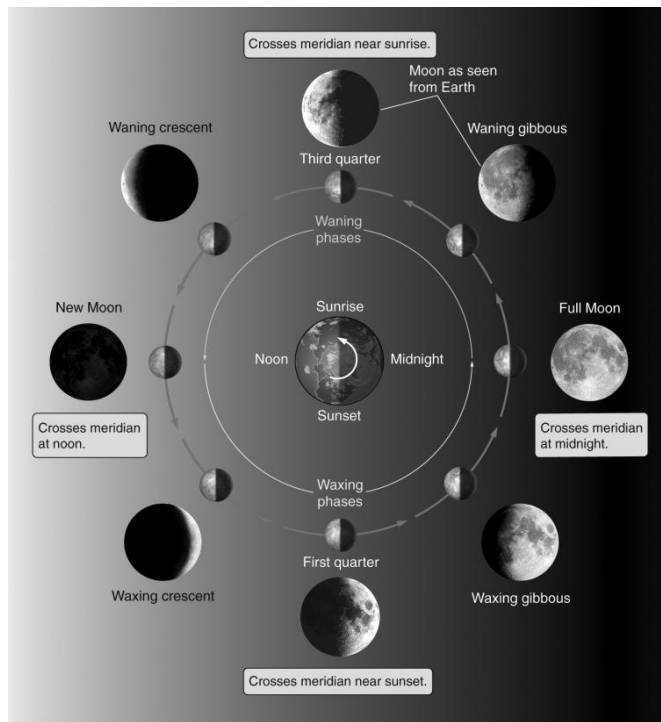 Crosses meridian near sunrise.
Moon as seen
from Earth
Waning crescent
Waning gibbous
Third quarter
Waning
phases
New Moon
Sunrise
Full Moon
Noon
Midnight
Sunset
Crosses meridian
at noon.
Crosses meridian
at midnight.
Waxing
phases
First quarter
Waxing crescent
Waxing gibbous
Crosses meridian near sunset.